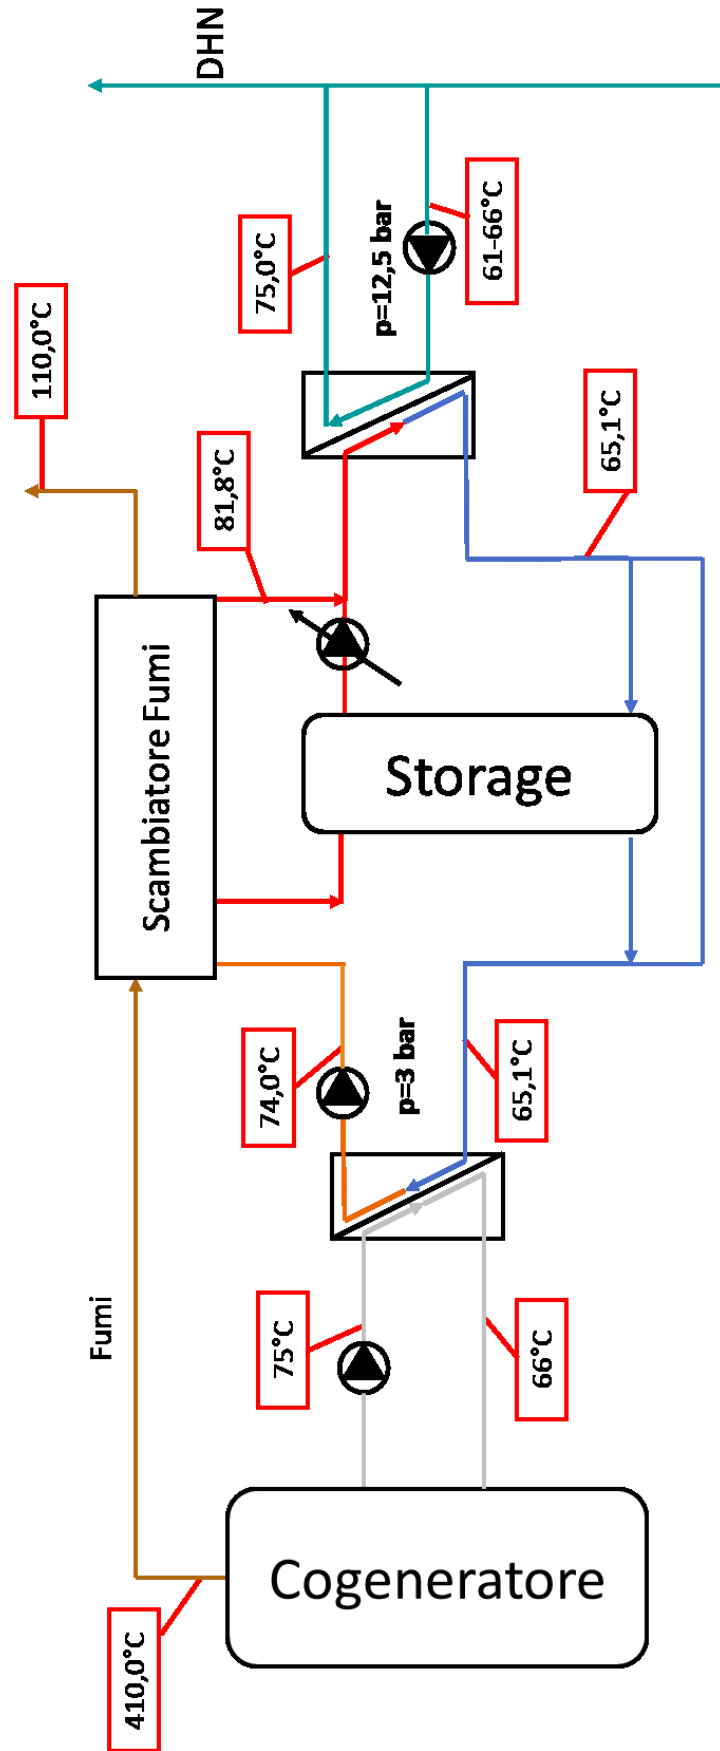 DHN
75,0°C
p=12,5 bar
61-66°C
110,0°C
81,8°C
65,1°C
Scambiatore Fumi
Storage
74,0°C
p=3 bar
65,1°C
Fumi
75°C
66°C
Cogeneratore
410,0°C